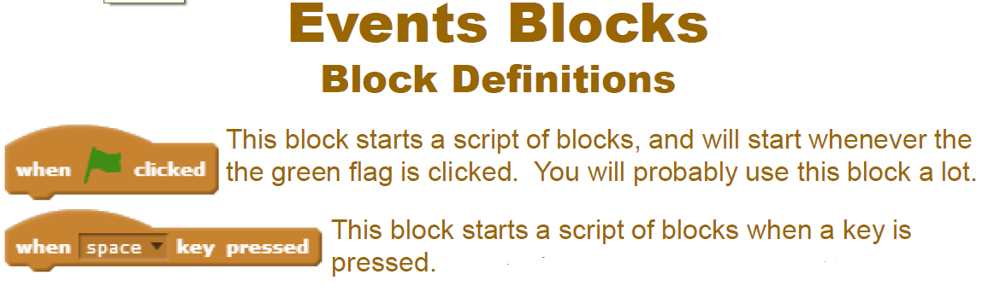 Events Blocks
Block Definitions
when clicked
This block starts a script of blocks, and will start whenever the
the green flag is clicked.  You will probably use this block a lot.
when space key pressed
This block starts a script of blocks when a key is
pressed.